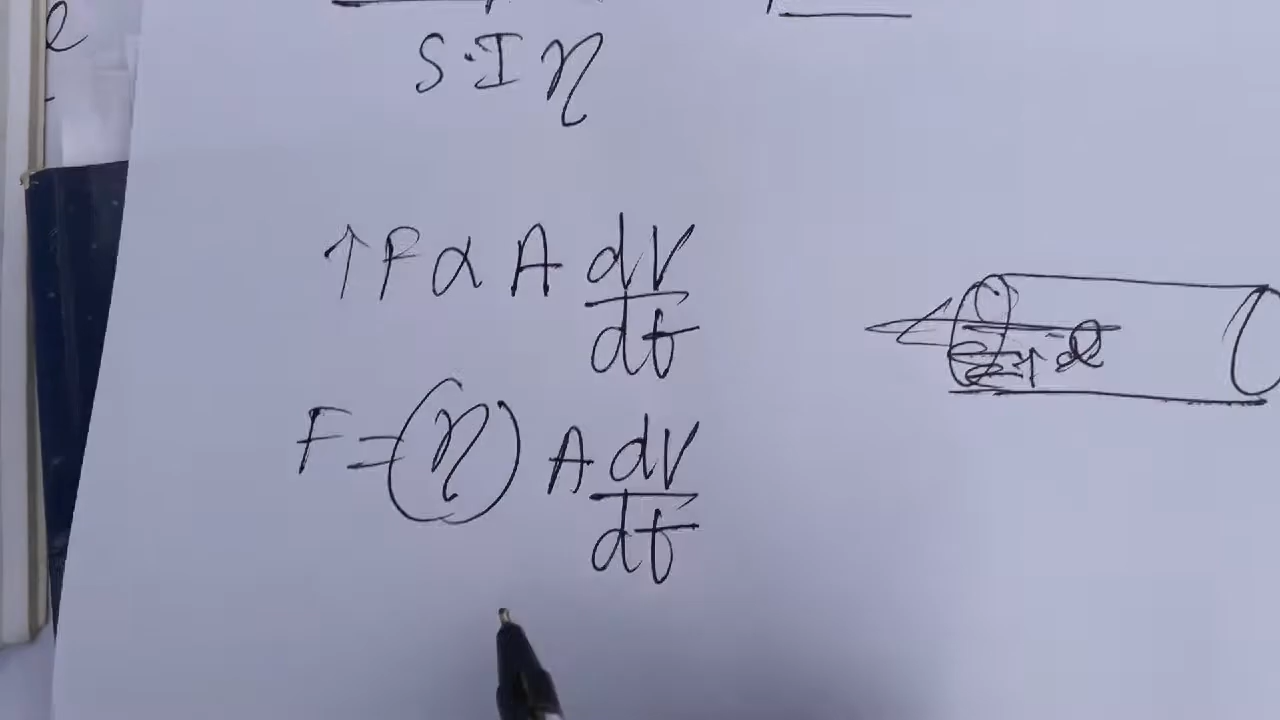 S·I η
↑ F α A dV/dt
F = η A dV/dt